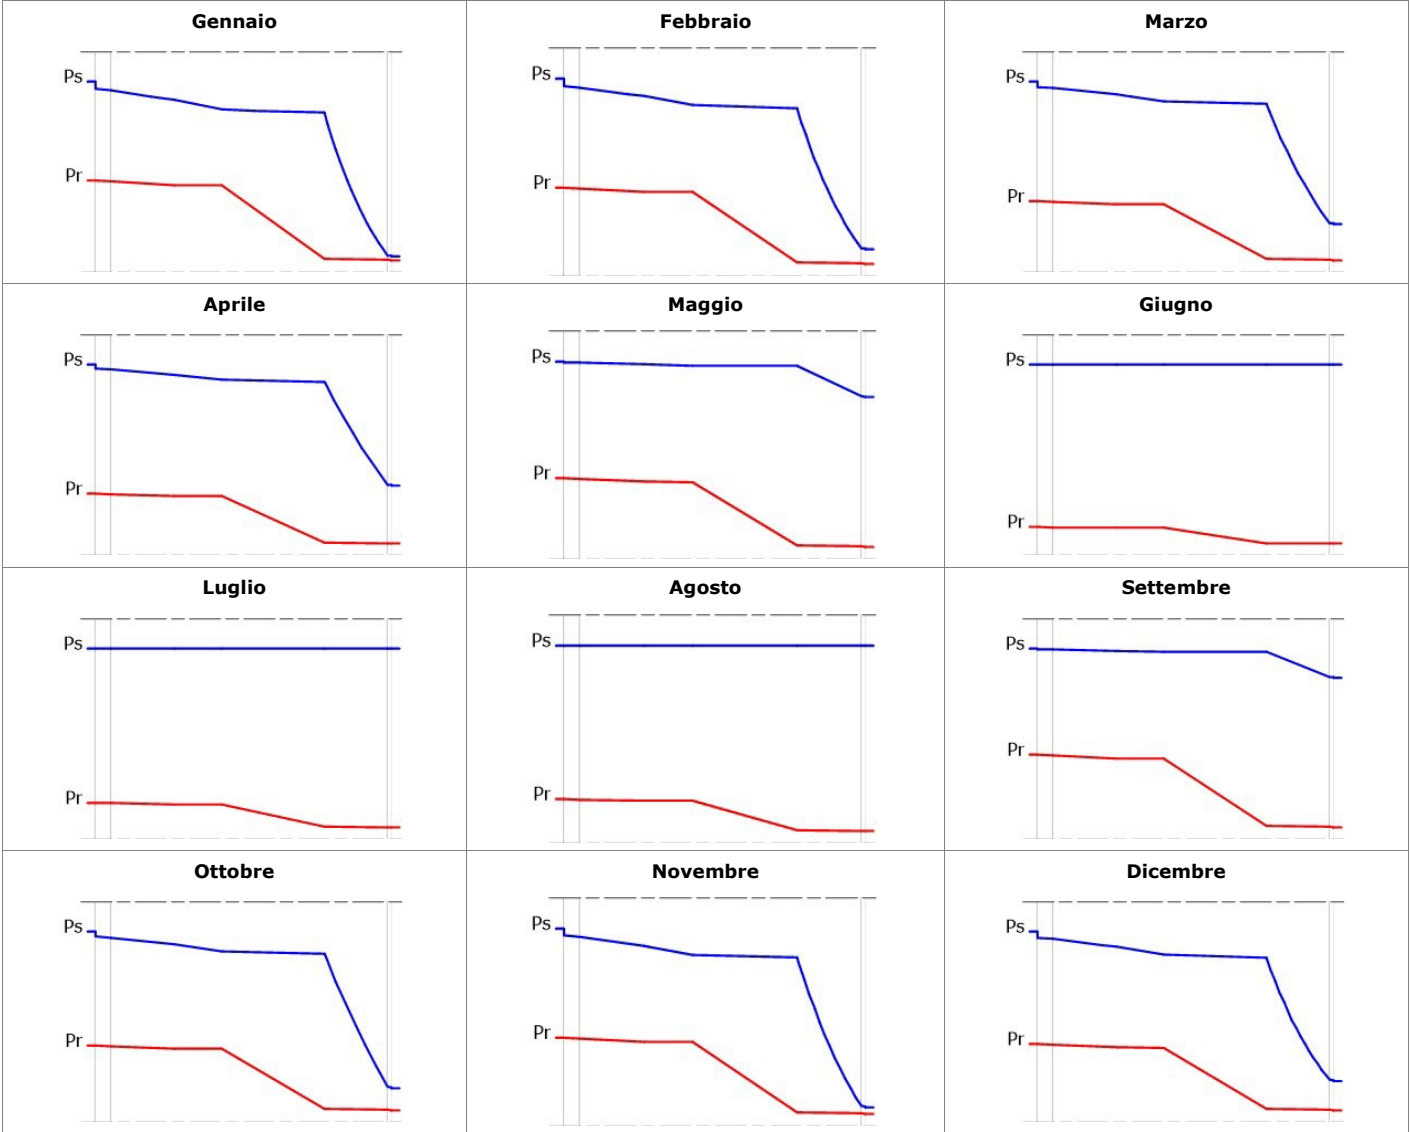 Gennaio
Febbraio
Marzo
Ps
Pr
Ps
Pr
Ps
Pr
Aprile
Maggio
Giugno
Ps
Pr
Ps
Pr
Ps
Pr
Luglio
Agosto
Settembre
Ps
Pr
Ps
Pr
Ps
Pr
Ottobre
Novembre
Dicembre
Ps
Pr
Ps
Pr
Ps
Pr